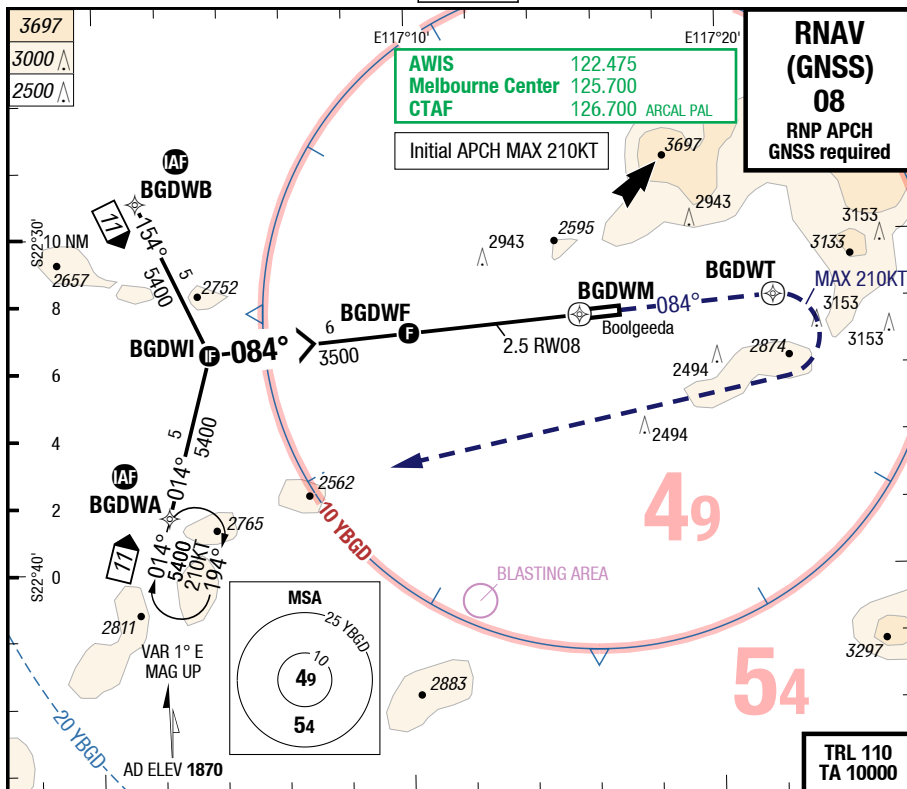 3697
3000
2500
E117°10'
E117°20'
RNAV
(GNSS)
08
RNP APCH
GNSS required
AWIS 122.475
Melbourne Center 125.700
CTAF 126.700 ARCAL PAL
Initial APCH MAX 210KT
3697
IAF
BGDWB
11
154°
5
5400
S22°30'
10 NM
2657
2752
2943
2595
2943
3153
3133
BGDWT
MAX 210KT
BGDWM
084°
3153
3153
Boolgeeda
8
BGDWF
F
BGDWI
IF
084°
6
3500
2.5 RW08
2874
2494
6
5
5400
014°
4
2494
IAF
BGDWA
2562
2
2765
49
10 YBGD
014°
5400
210KT
194°
11
S22°40'
0
BLASTING AREA
2811
MSA
25 YBGD
10
49
54
VAR 1° E
MAG UP
3297
2883
54
20 YBGD
AD ELEV 1870
TRL 110
TA 10000